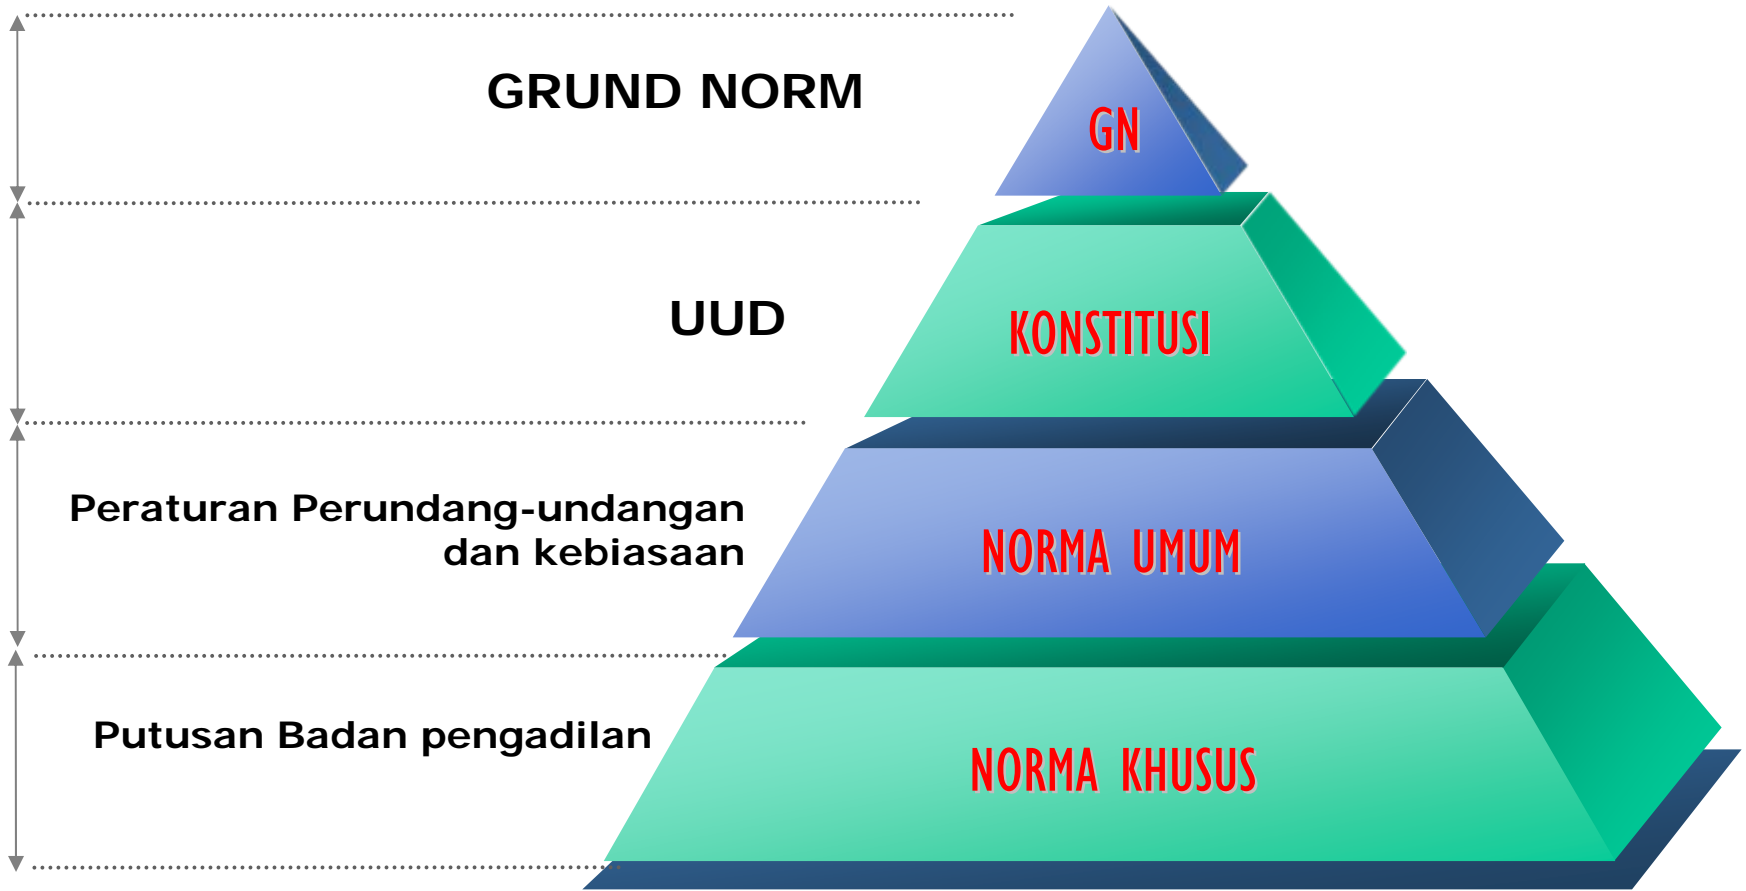 GRUND NORM
GN
UUD
KONSTITUSI
Peraturan Perundang-undangan
dan kebiasaan
NORMA UMUM
Putusan Badan pengadilan
NORMA KHUSUS